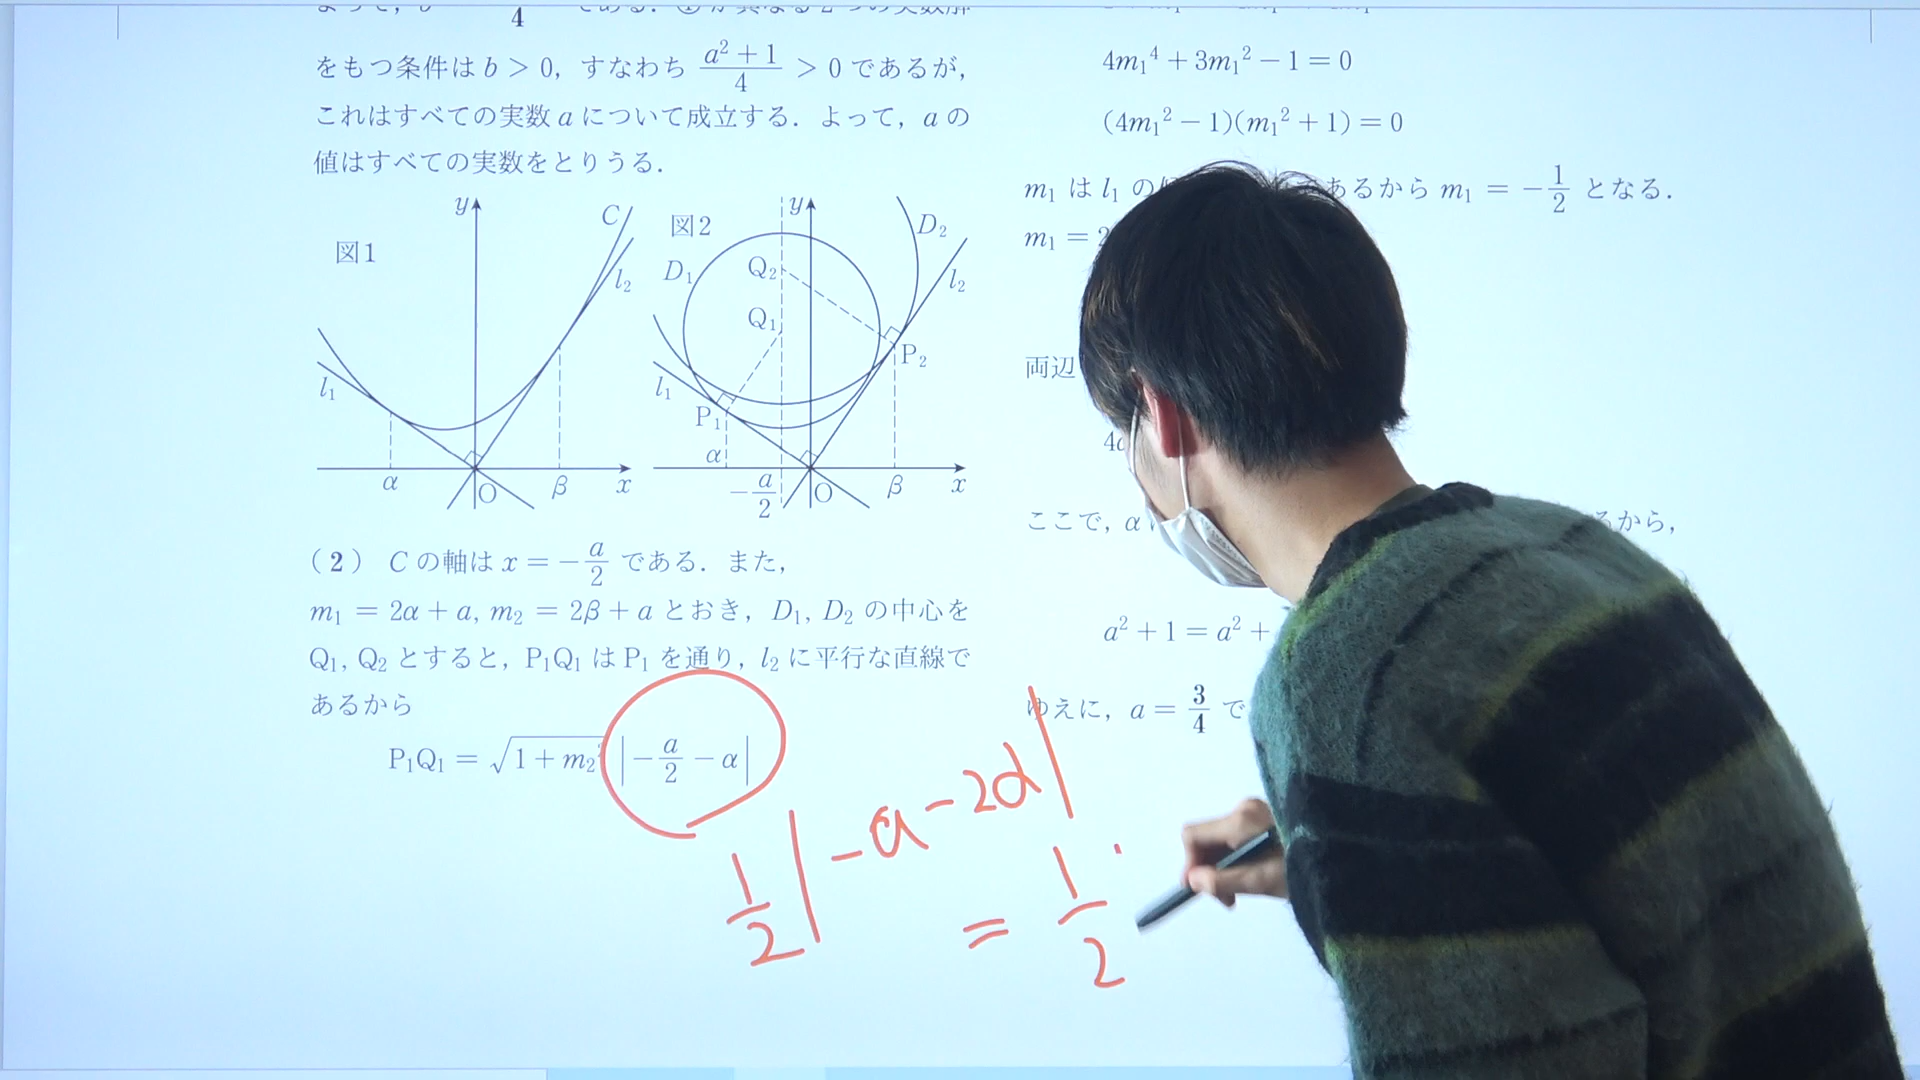 4
をもつ条件は b > 0, すなわち (a²+1)/4 > 0 であるが,
これはすべての実数 a について成立する. よって, a の
値はすべての実数をとりうる.
図1
y
C
l₂
l₁
α
O
β
x
図2
y
D₂
D₁
Q₂
l₂
Q₁
P₂
l₁
P₁
α
-a/2
O
β
x
(2) C の軸は x = -a/2 である. また,
m₁ = 2α + a, m₂ = 2β + a とおき, D₁, D₂ の中心を
Q₁, Q₂ とすると, P₁Q₁ は P₁ を通り, l₂ に平行な直線で
あるから
P₁Q₁ = √(1 + m₂²) |-a/2 - α|
1/2 |-a-2α|
= 1/2
4m₁⁴ + 3m₁² - 1 = 0
(4m₁² - 1)(m₁² + 1) = 0
m₁ は l₁ の であるから m₁ = -1/2 となる.
m₁ = 2
両辺
ここで, α から,
a² + 1 = a² +
ゆえに, a = 3/4 で